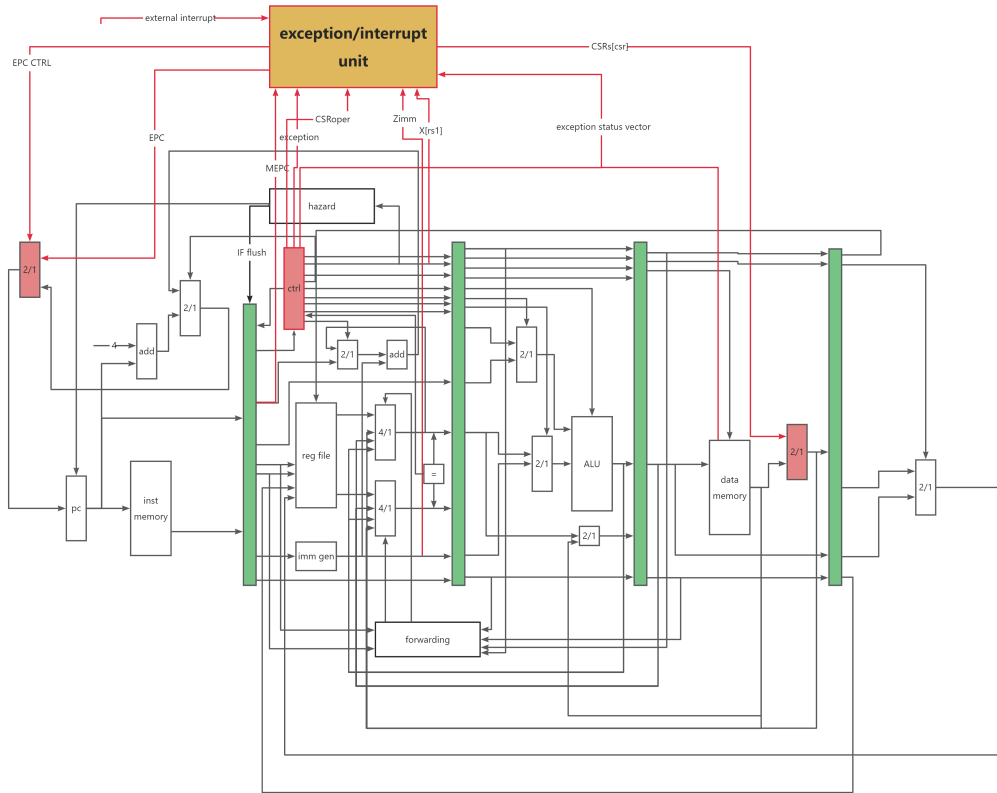 external interrupt
exception/interrupt
unit
CSRs[csr]
EPC CTRL
CSRoper
Zimm
exception status vector
X[rs1]
EPC
exception
MEPC
hazard
IF flush
2/1
ctrl
2/1
4
add
2/1
add
2/1
reg file
4/1
ALU
2/1
2/1
=
data
memory
2/1
4/1
pc
inst
memory
2/1
imm gen
forwarding